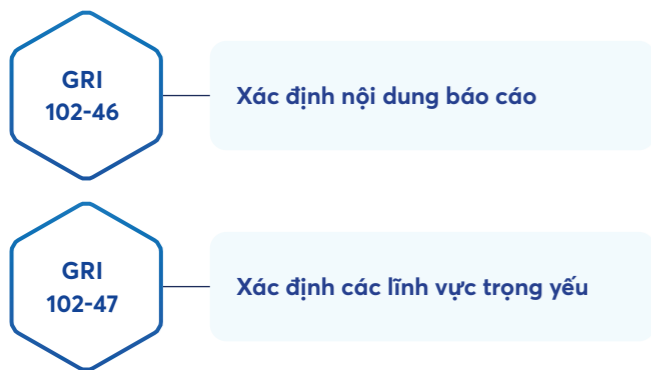 GRI
102-46
Xác định nội dung báo cáo
GRI
102-47
Xác định các lĩnh vực trọng yếu